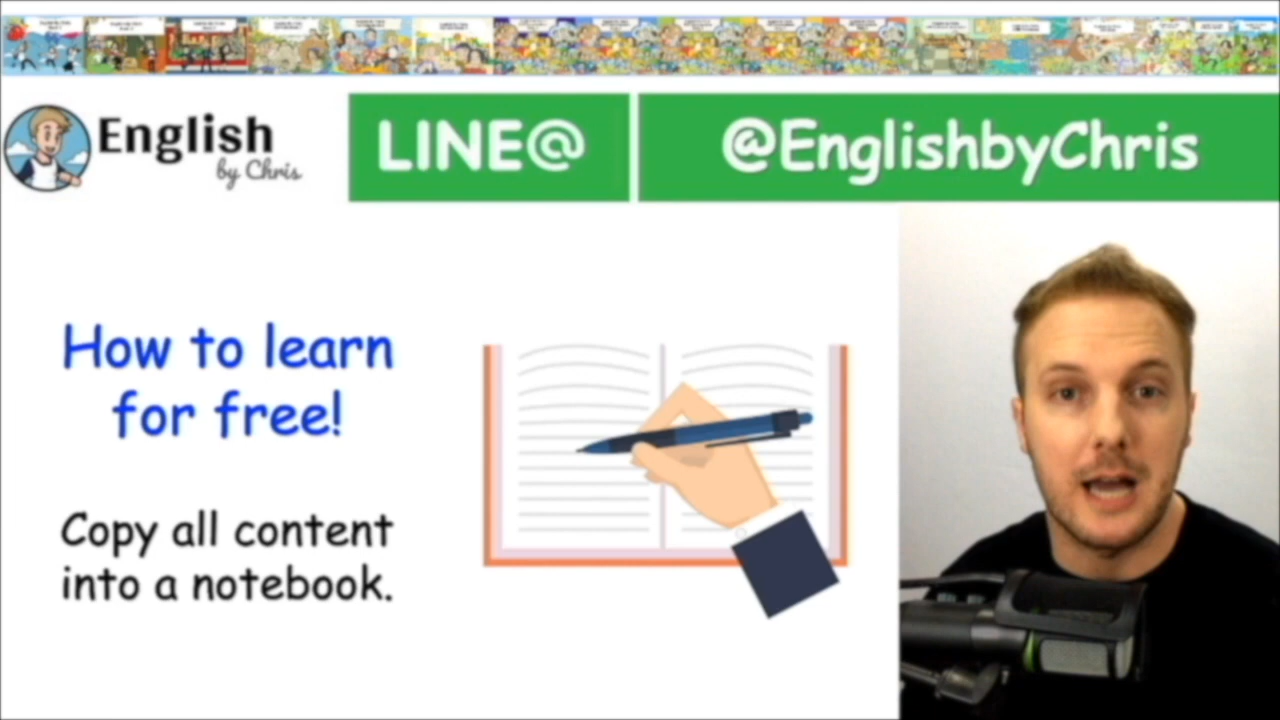 English
by Chris
LINE@
@EnglishbyChris
How to learn
for free!
Copy all content
into a notebook.